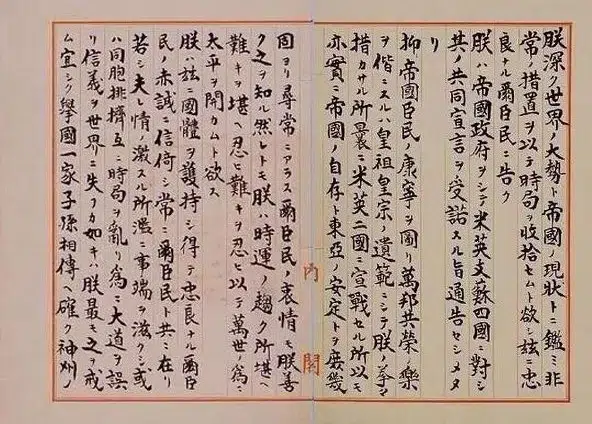 朕深ク世界ノ大勢ト帝國ノ現狀トニ鑑ミ非
常ノ措置ヲ以テ時局ヲ收拾セムト欲シ茲ニ忠
良ナル爾臣民ニ告ク
朕ハ帝國政府ヲシテ米英支蘇四國ニ對シ
其ノ共同宣言ヲ受諾スル旨通告セシメタ
リ
抑帝國臣民ノ康寧ヲ圖リ萬邦共榮ノ樂
ヲ偕ニスルハ皇祖皇宗ノ遺範ニシテ朕ノ拳々
措カサル所曩ニ米英二國ニ宣戰セル所以モ
亦實ニ帝國ノ自存ト東亞ノ安定トヲ庶幾
内閣
固ヨリ尋常ニアラス爾臣民ノ衷情モ朕善
ク之ヲ知ル然レトモ朕ハ時運ノ趨ク所堪ヘ
難キヲ堪ヘ忍ヒ難キヲ忍ヒ以テ萬世ノ爲ニ
太平ヲ開カムト欲ス
朕ハ茲ニ國體ヲ護持シ得テ忠良ナル爾臣
民ノ赤誠ニ信倚シ常ニ爾臣民ト共ニ在リ
若シ夫レ情ノ激スル所濫ニ事端ヲ滋クシ或
ハ同胞排擠互ニ時局ヲ亂リ爲ニ大道ヲ誤
リ信義ヲ世界ニ失フカ如キハ朕最モ之ヲ戒
ム宜シク擧國一家子孫相傳ヘ確ク神州ノ